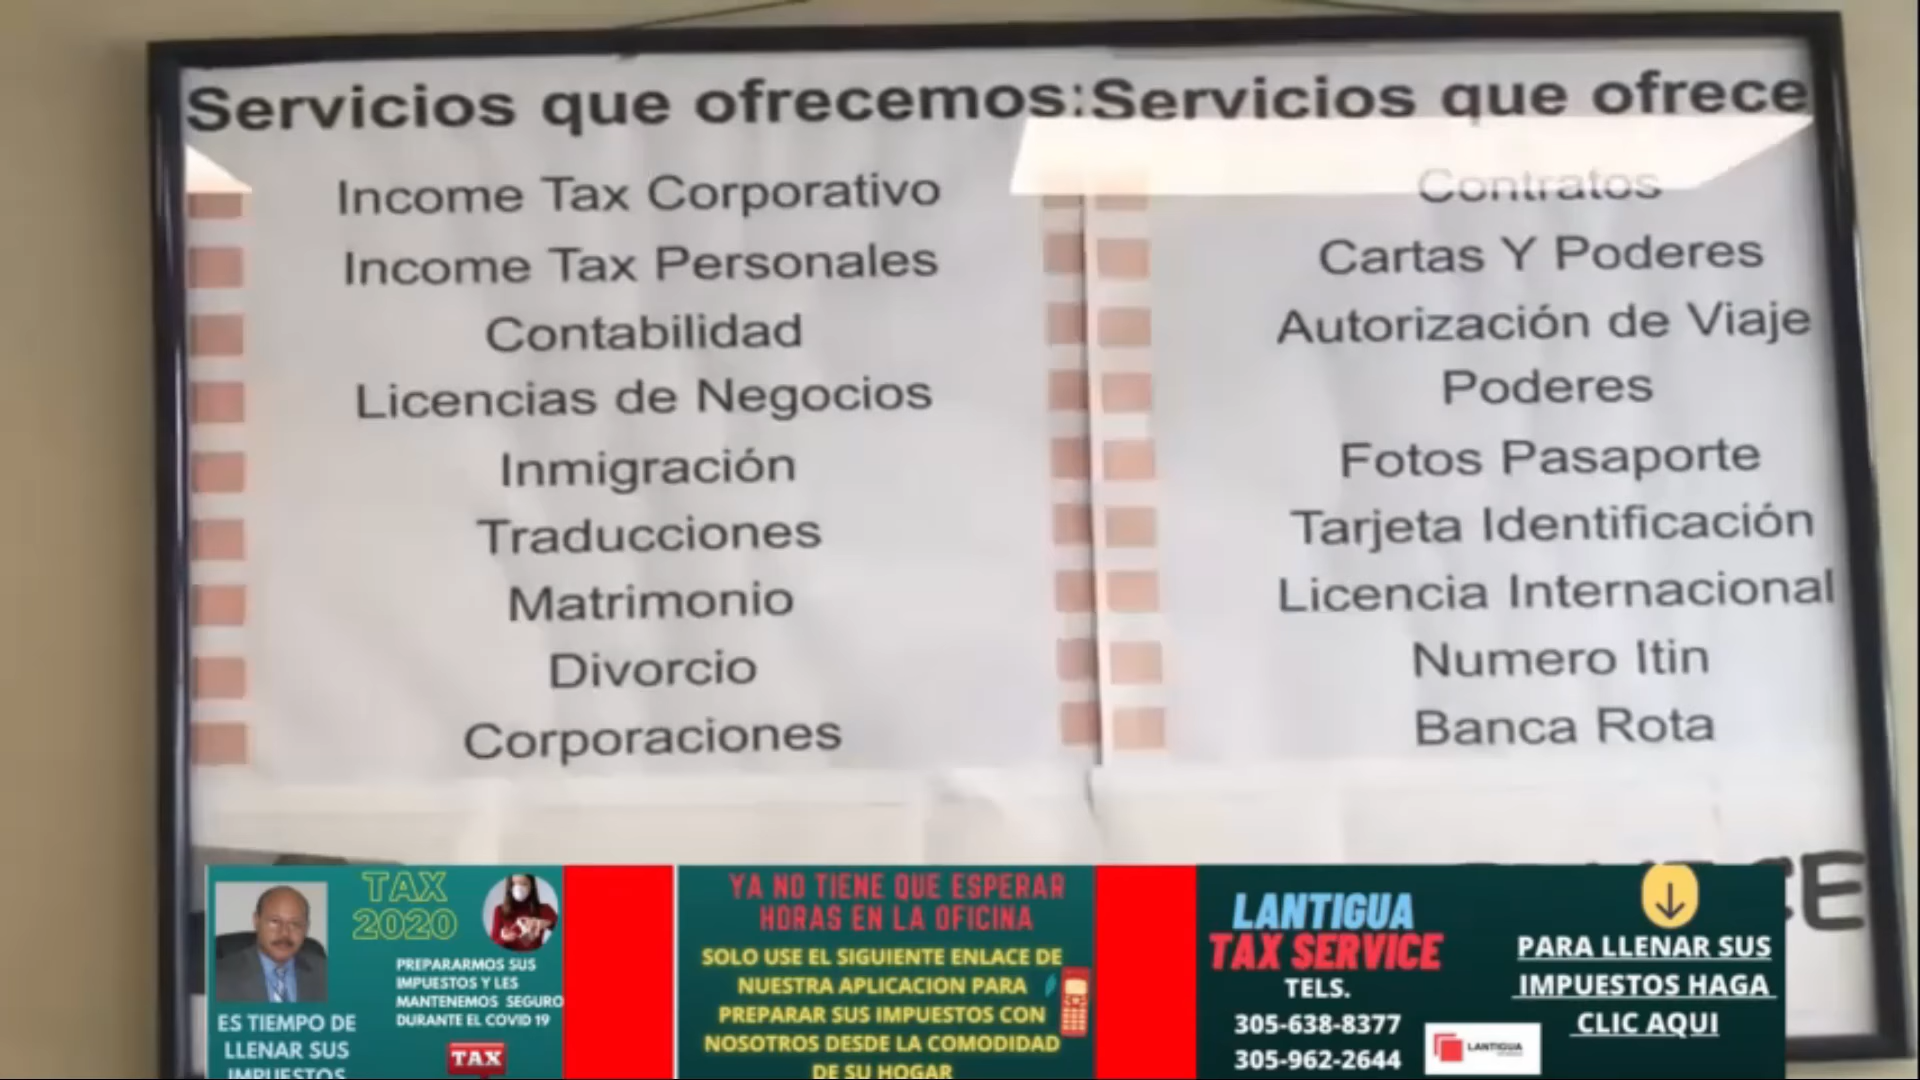 Servicios que ofrecemos:
Income Tax Corporativo
Income Tax Personales
Contabilidad
Licencias de Negocios
Inmigración
Traducciones
Matrimonio
Divorcio
Corporaciones
Servicios que ofrece
Contratos
Cartas Y Poderes
Autorización de Viaje
Poderes
Fotos Pasaporte
Tarjeta Identificación
Licencia Internacional
Numero Itin
Banca Rota
TAX
2020
PREPARARMOS SUS
IMPUESTOS Y LES
MANTENEMOS SEGURO
DURANTE EL COVID 19
ES TIEMPO DE
LLENAR SUS
IMPUESTOS
TAX
YA NO TIENE QUE ESPERAR
HORAS EN LA OFICINA
SOLO USE EL SIGUIENTE ENLACE DE
NUESTRA APLICACION PARA
PREPARAR SUS IMPUESTOS CON
NOSOTROS DESDE LA COMODIDAD
DE SU HOGAR
LANTIGUA
TAX SERVICE
TELS.
305-638-8377
305-962-2644
LANTIGUA
PARA LLENAR SUS
IMPUESTOS HAGA
CLIC AQUI